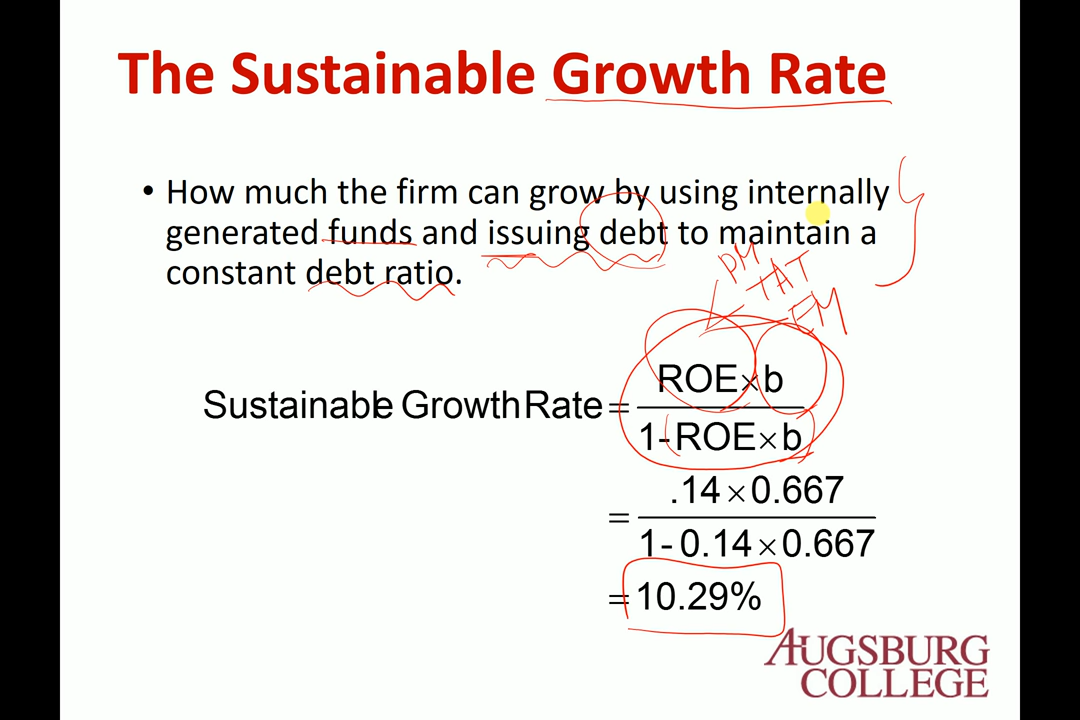 The Sustainable Growth Rate
• How much the firm can grow by using internally
generated funds and issuing debt to maintain a
constant debt ratio.
PM
TAT
EM
Sustainable Growth Rate = ROE×b
1-(ROE×b)
= .14×0.667
1-0.14×0.667
= 10.29%
AUGSBURG
COLLEGE